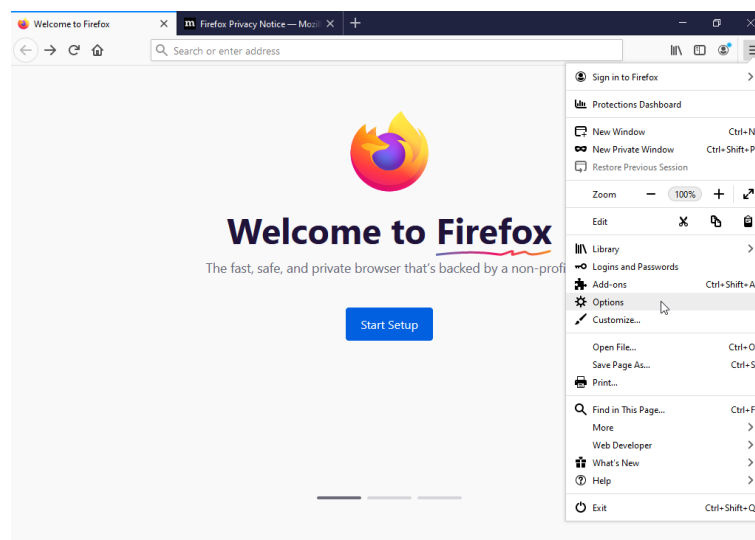 Welcome to Firefox
Firefox Privacy Notice — Mozil
Search or enter address
Sign in to Firefox
Protections Dashboard
New Window Ctrl+N
New Private Window Ctrl+Shift+P
Restore Previous Session
Zoom 100%
Edit
Library
Logins and Passwords
Add-ons Ctrl+Shift+A
Options
Customize...
Open File... Ctrl+O
Save Page As... Ctrl+S
Print...
Find in This Page... Ctrl+F
More
Web Developer
What's New
Help
Exit Ctrl+Shift+Q
Welcome to Firefox
The fast, safe, and private browser that's backed by a non-profi
Start Setup